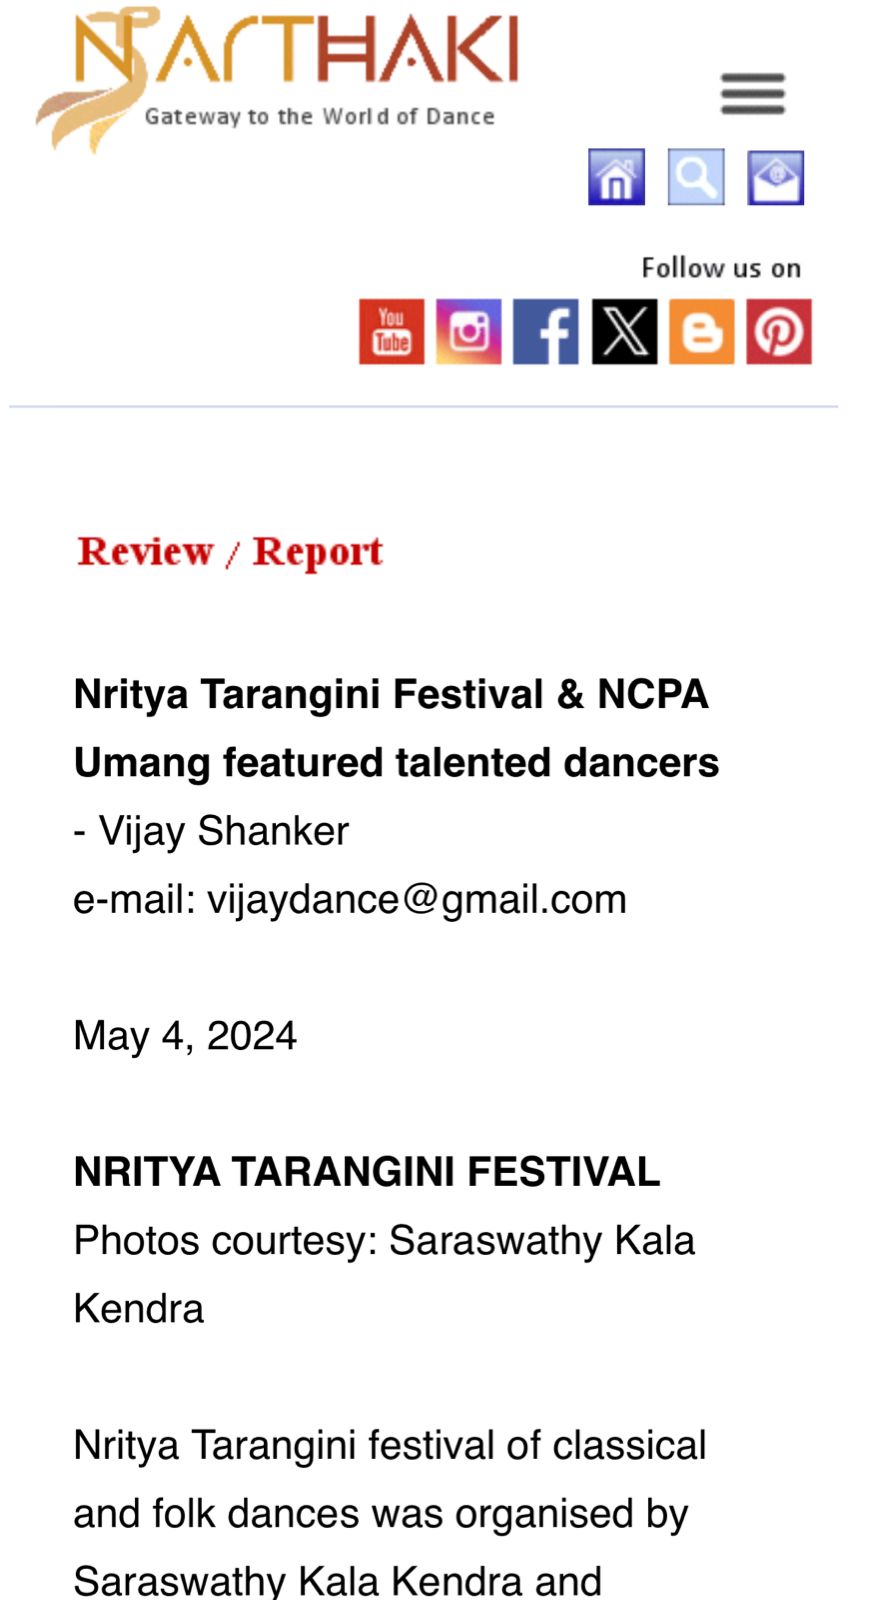 NARTHAKI
Gateway to the World of Dance
Follow us on
You
Tube
Review / Report
Nritya Tarangini Festival & NCPA
Umang featured talented dancers
- Vijay Shanker
e-mail: vijaydance@gmail.com
May 4, 2024
NRITYA TARANGINI FESTIVAL
Photos courtesy: Saraswathy Kala
Kendra
Nritya Tarangini festival of classical
and folk dances was organised by
Saraswathy Kala Kendra and